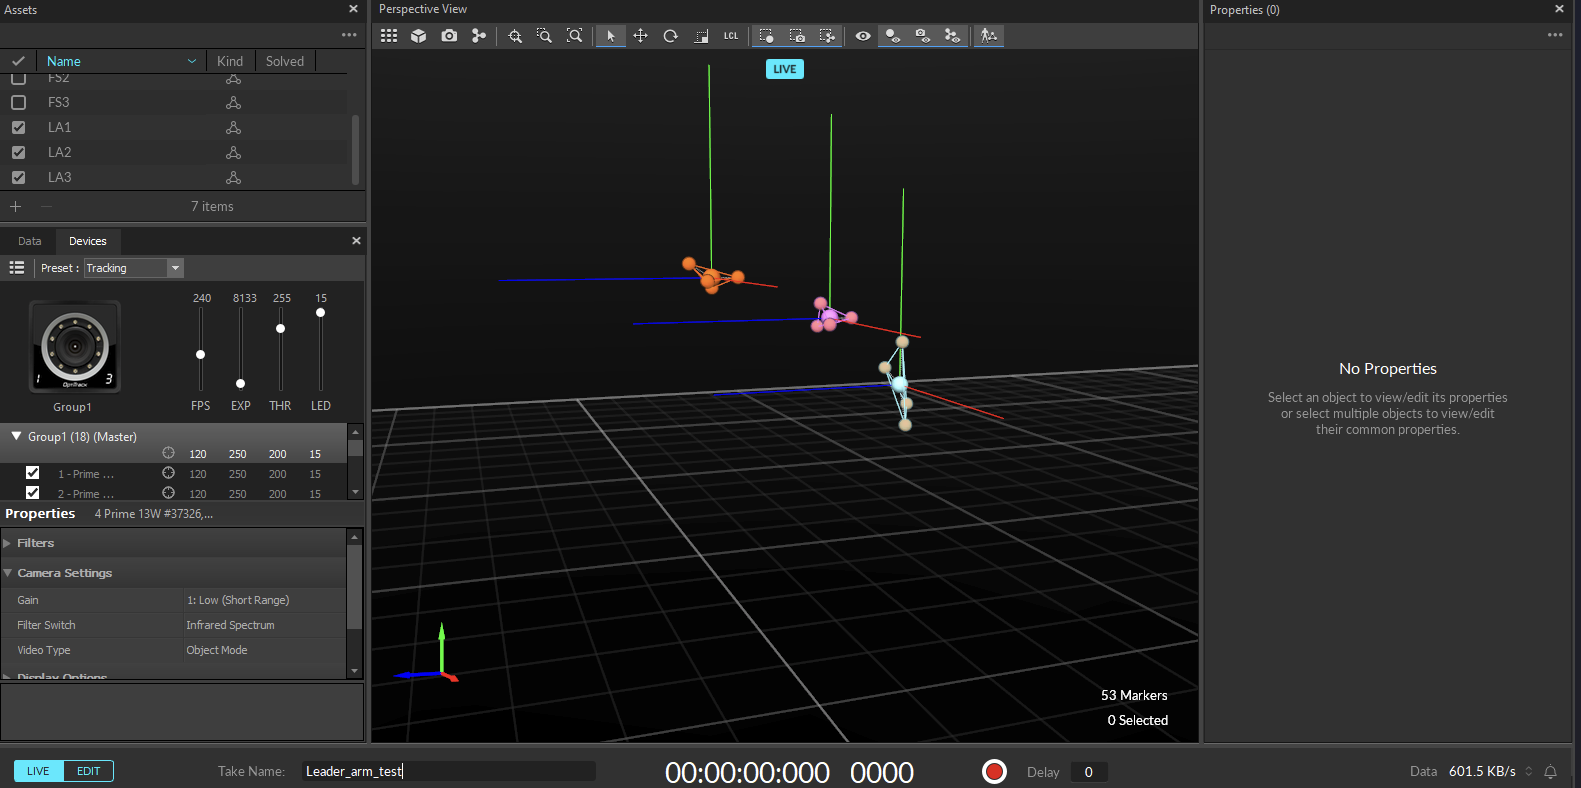 Assets
Name Kind Solved
FS2
FS3
LA1
LA2
LA3
7 items
Data Devices
Preset : Tracking
240 8133 255 15
1 OptiTrack 3
Group1
FPS EXP THR LED
Group1 (18) (Master)
120 250 200 15
1 - Prime ... 120 250 200 15
2 - Prime ... 120 250 200 15
Properties 4 Prime 13W #37326,...
Filters
Camera Settings
Gain 1: Low (Short Range)
Filter Switch Infrared Spectrum
Video Type Object Mode
Display Options
Perspective View
LCL
LIVE
53 Markers
0 Selected
Properties (0)
No Properties
Select an object to view/edit its properties
or select multiple objects to view/edit
their common properties.
LIVE EDIT Take Name: Leader_arm_test 00:00:00:000 0000 Delay 0 Data 601.5 KB/s